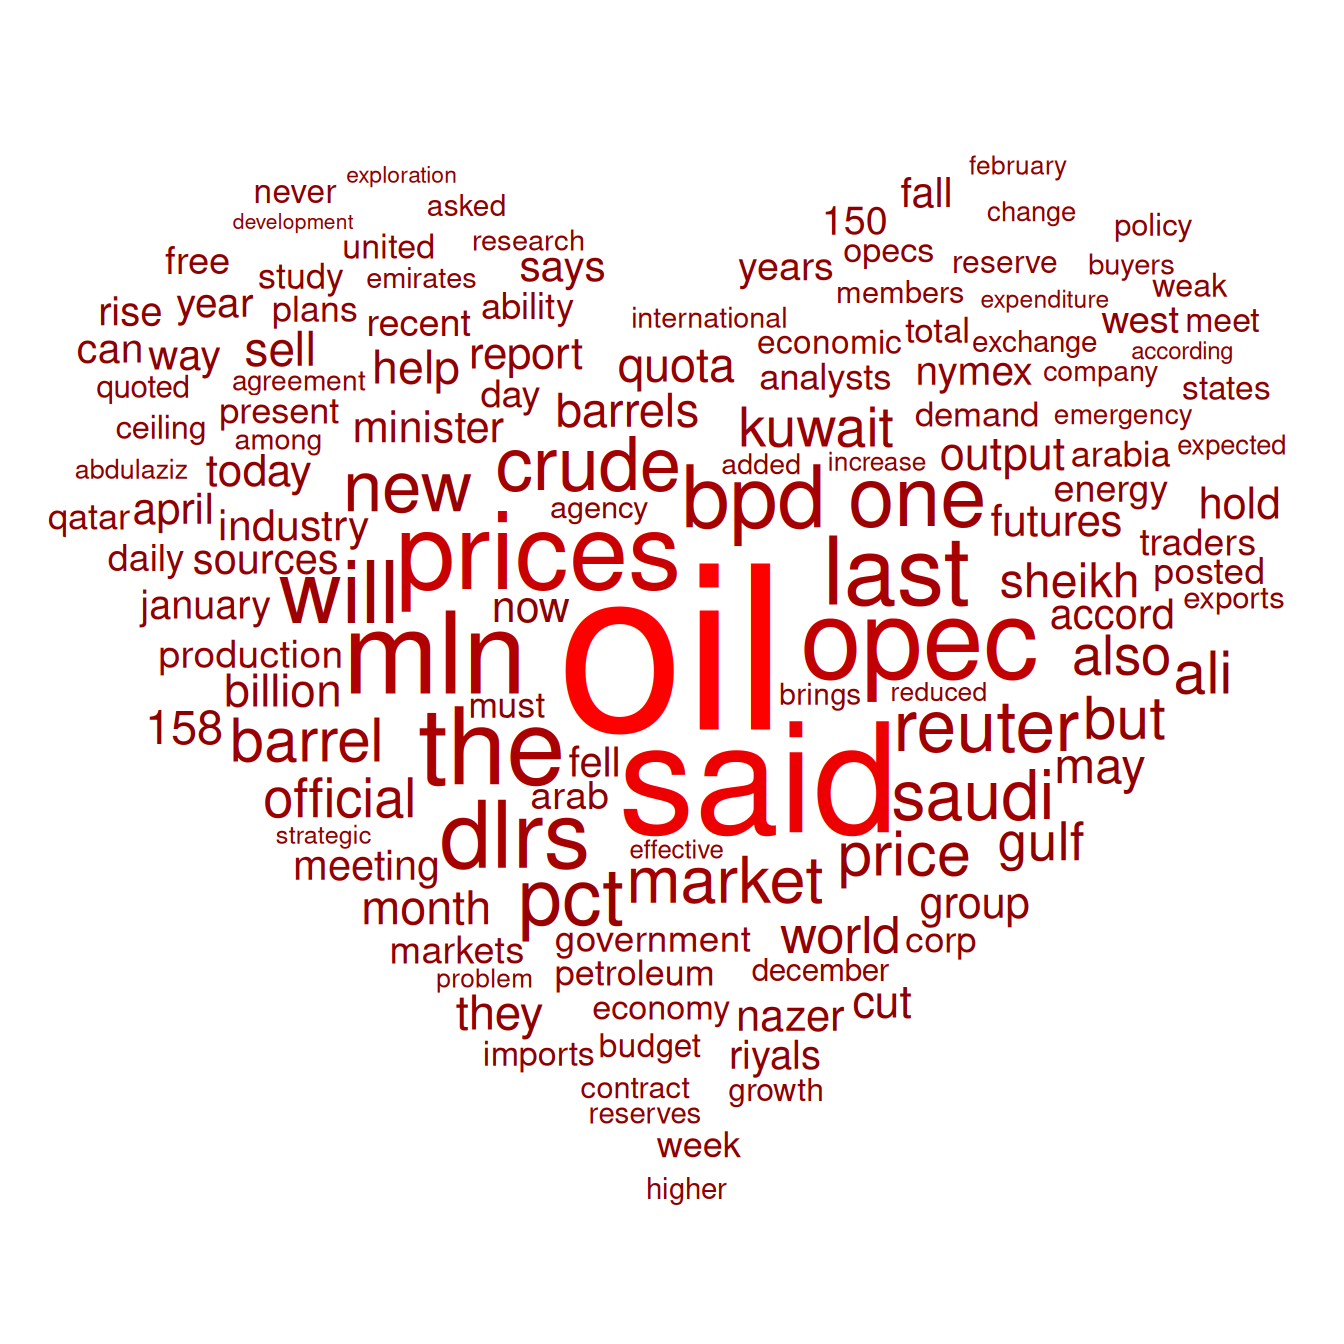 february
exploration
never
fall
asked
change
development
150
policy
united
research
opecs
free
says
years
reserve
buyers
study
emirates
members
weak
expenditure
rise
year
plans
ability
international
west
meet
recent
total
can
way
sell
report
economic
exchange
according
help
quota
analysts
nymex
company
quoted
agreement
states
day
present
barrels
demand
emergency
ceiling
minister
kuwait
among
expected
abdulaziz
today
crude
added
increase
output
arabia
new
energy
qatar
april
agency
bpd
one
hold
industry
futures
daily
sources
prices
traders
will
last
sheikh
posted
january
now
exports
accord
production
mln
oil
opec
also
ali
billion
must
brings
reduced
158
barrel
the
reuter
but
fell
may
official
arab
said
saudi
strategic
dlrs
gulf
meeting
effective
price
month
pct
market
group
markets
government
world
corp
problem
petroleum
december
they
economy
nazer
cut
imports
budget
riyals
contract
growth
reserves
week
higher